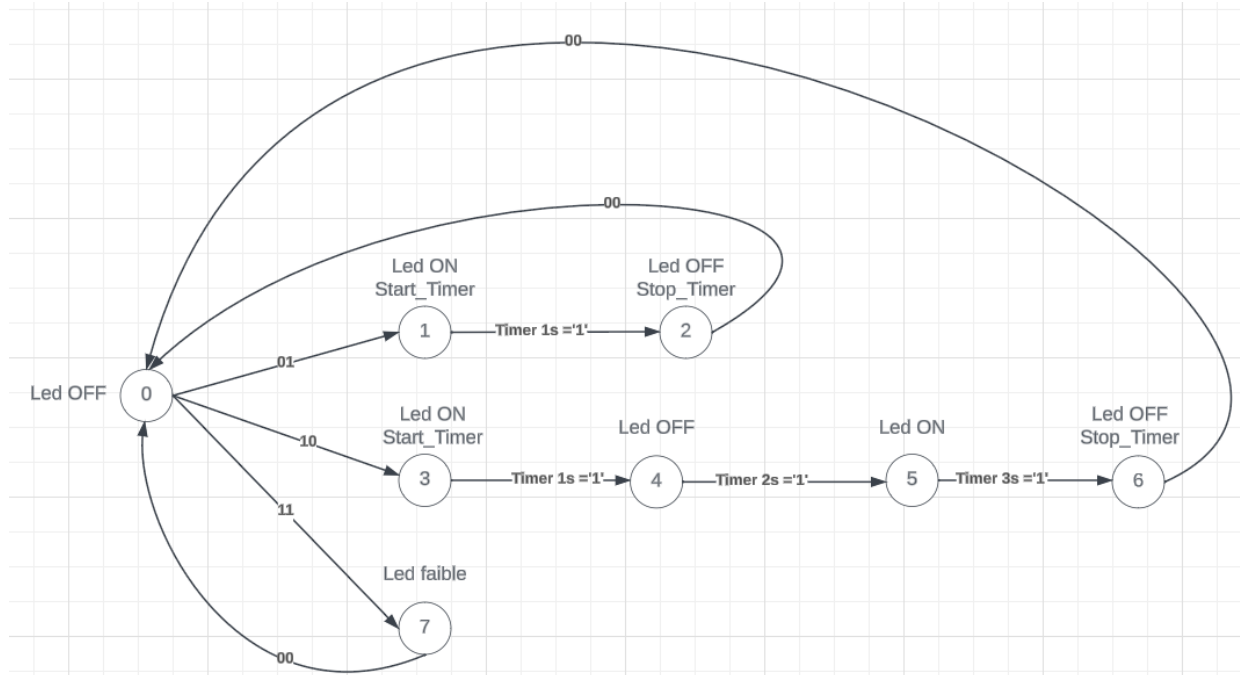 00
00
Led ON
Start_Timer
Led OFF
Stop_Timer
1
Timer 1s ='1'
2
01
Led OFF
0
Led ON
Start_Timer
Led OFF
Led ON
Led OFF
Stop_Timer
10
3
Timer 1s ='1'
4
Timer 2s ='1'
5
Timer 3s ='1'
6
11
Led faible
7
00